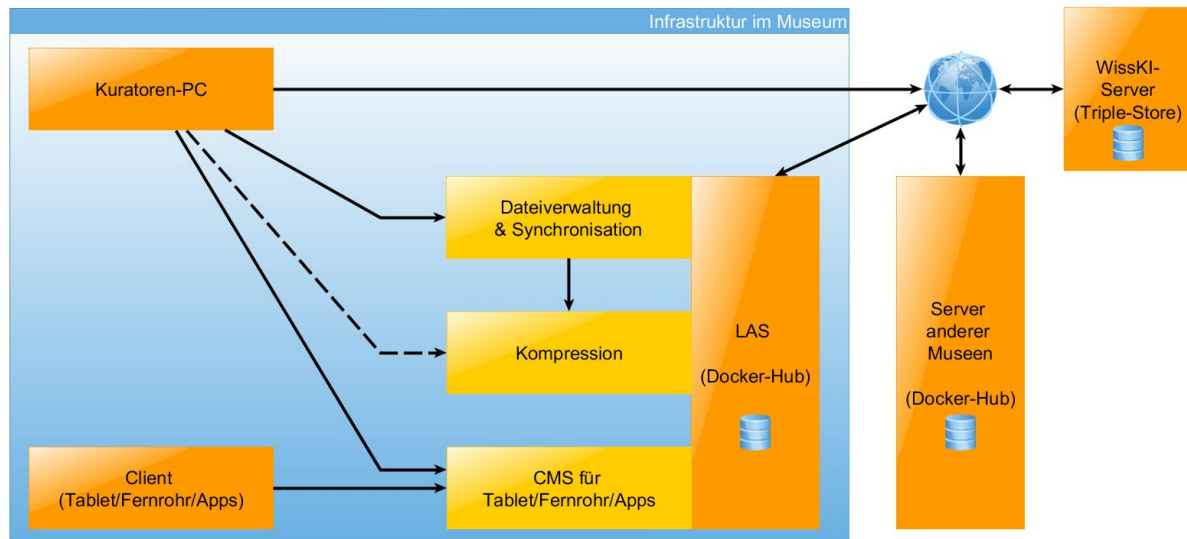 Infrastruktur im Museum
Kuratoren-PC
WissKI-
Server
(Triple-Store)
Dateiverwaltung
& Synchronisation
Kompression
LAS
(Docker-Hub)
Server
anderer
Museen
(Docker-Hub)
Client
(Tablet/Fernrohr/Apps)
CMS für
Tablet/Fernrohr/Apps